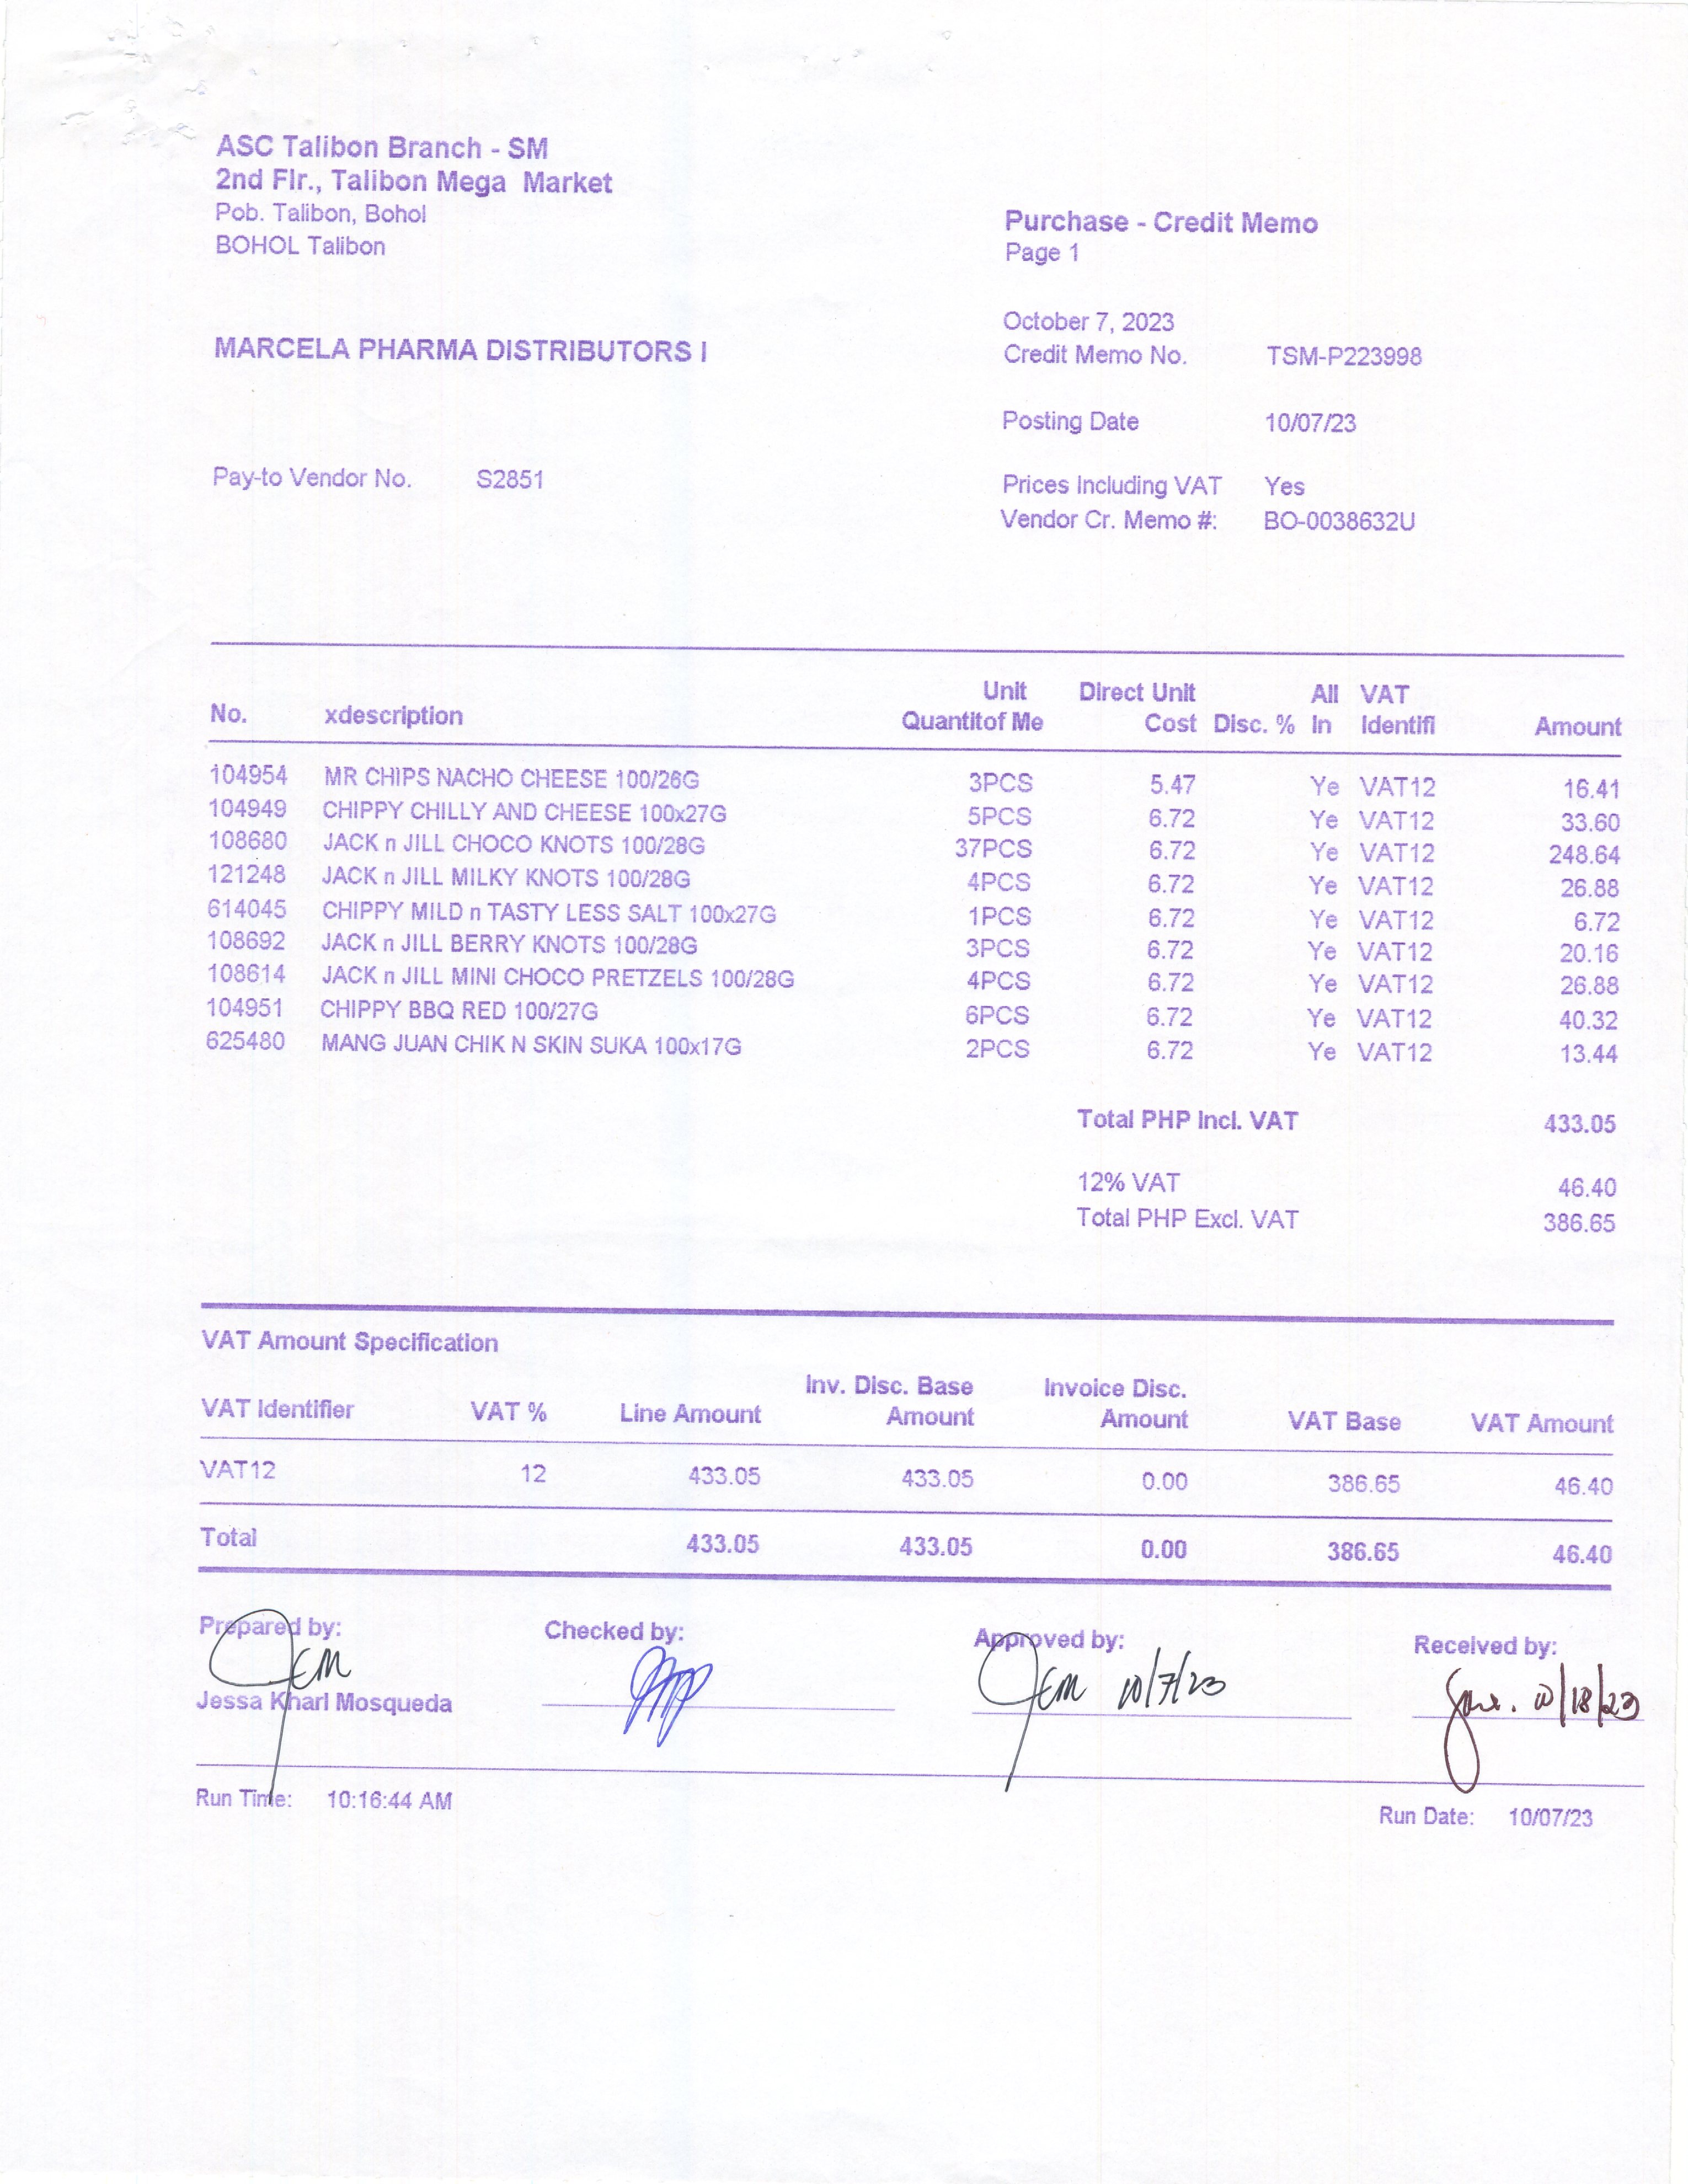 ASC Talibon Branch - SM
2nd Flr., Talibon Mega Market
Pob. Talibon, Bohol
BOHOL Talibon
Purchase - Credit Memo
Page 1
October 7, 2023
MARCELA PHARMA DISTRIBUTORS I
Credit Memo No. TSM-P223998
Posting Date 10/07/23
Pay-to Vendor No. S2851
Prices Including VAT Yes
Vendor Cr. Memo #: BO-0038632U
Unit Direct Unit All VAT
No. xdescription Quantitof Me Cost Disc. % In Identifi Amount
104954 MR CHIPS NACHO CHEESE 100/26G 3PCS 5.47 Ye VAT12 16.41
104949 CHIPPY CHILLY AND CHEESE 100x27G 5PCS 6.72 Ye VAT12 33.60
108680 JACK n JILL CHOCO KNOTS 100/28G 37PCS 6.72 Ye VAT12 248.64
121248 JACK n JILL MILKY KNOTS 100/28G 4PCS 6.72 Ye VAT12 26.88
614045 CHIPPY MILD n TASTY LESS SALT 100x27G 1PCS 6.72 Ye VAT12 6.72
108692 JACK n JILL BERRY KNOTS 100/28G 3PCS 6.72 Ye VAT12 20.16
108614 JACK n JILL MINI CHOCO PRETZELS 100/28G 4PCS 6.72 Ye VAT12 26.88
104951 CHIPPY BBQ RED 100/27G 6PCS 6.72 Ye VAT12 40.32
625480 MANG JUAN CHIK N SKIN SUKA 100x17G 2PCS 6.72 Ye VAT12 13.44
Total PHP Incl. VAT 433.05
12% VAT 46.40
Total PHP Excl. VAT 386.65
VAT Amount Specification
Inv. Disc. Base Invoice Disc.
VAT Identifier VAT % Line Amount Amount Amount VAT Base VAT Amount
VAT12 12 433.05 433.05 0.00 386.65 46.40
Total 433.05 433.05 0.00 386.65 46.40
Prepared by: Checked by: Approved by: Received by:
Jem Jem 10/7/23 10/18/23
Jessa Kharl Mosqueda
Run Time: 10:16:44 AM
Run Date: 10/07/23